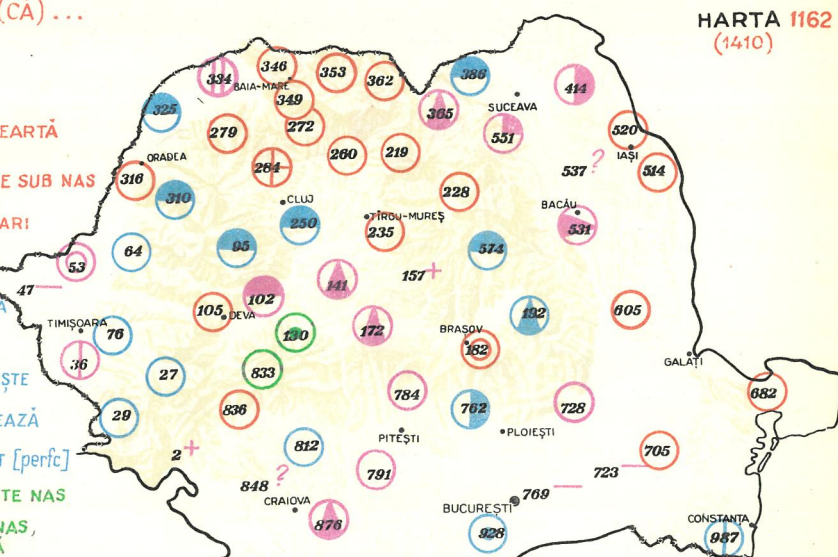 (CĂ) ...
HARTA 1162
(1410)
346
353
334
362
386
BAIA-MARE
414
349
325
365
SUCEAVA
551
EARTĂ
279
272
520
IAȘI
260
219
ORADEA
284
537 ?
514
E SUB NAS
316
310
228
CLUJ
BACĂU
ARI
250
TÎRGU-MUREȘ
235
531
64
95
574
53
157 +
47 —
141
102
Ă
105
DEVA
192
605
TIMIȘOARA
76
130
172
BRAȘOV
182
36
GALAȚI
27
833
ȘTE
784
682
29
836
762
728
EAZĂ
PITEȘTI
PLOIEȘTI
T [perfc]
2 +
812
705
791
723 —
TE NAS
848 ?
769 —
CRAIOVA
BUCUREȘTI
NAS,
876
928
CONSTANȚA
987